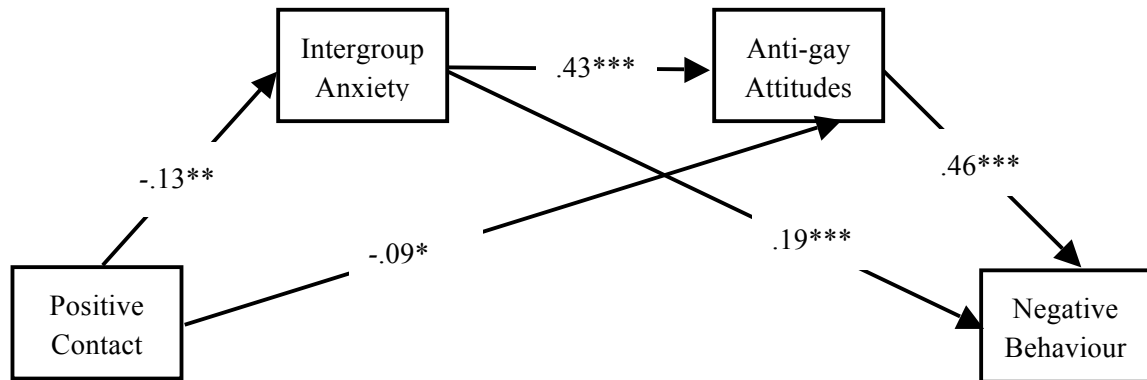 Intergroup
Anxiety
.43***
Anti-gay
Attitudes
-.13**
.46***
-.09*
.19***
Positive
Contact
Negative
Behaviour